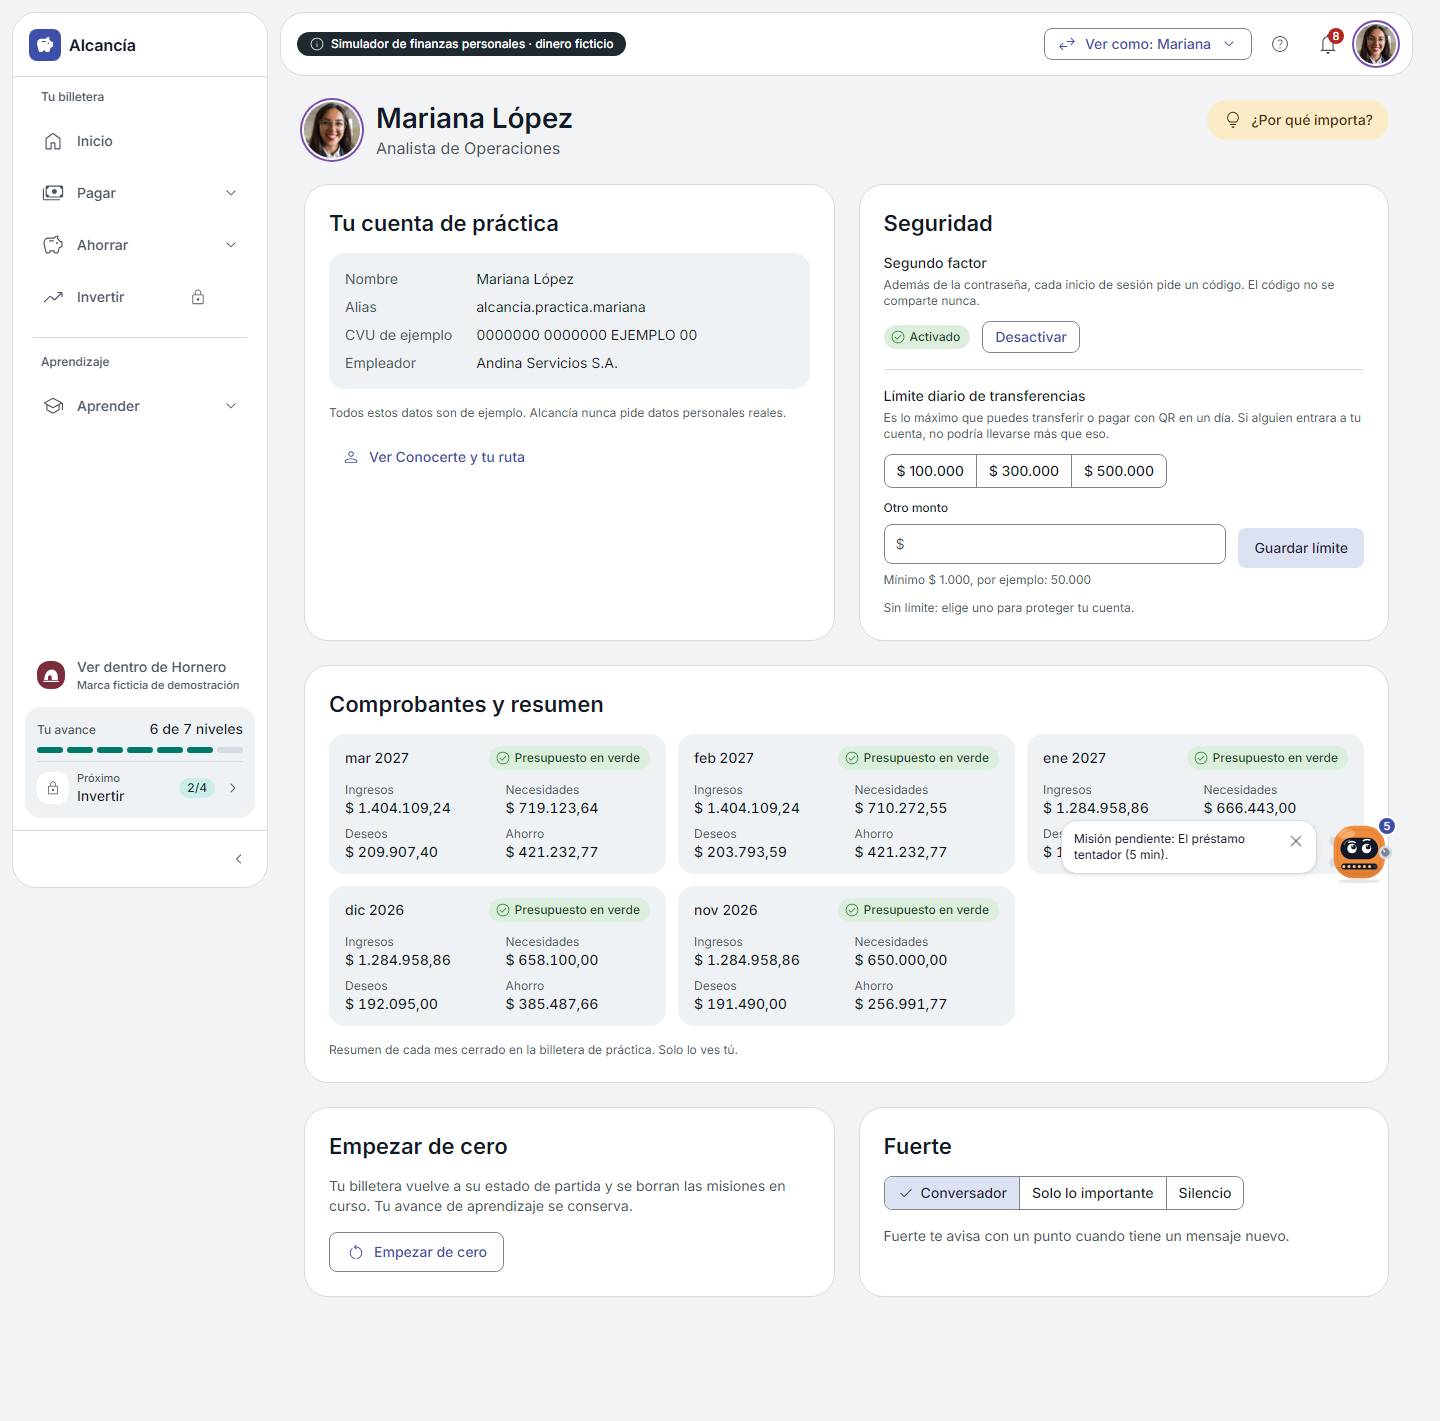 Alcancía
Tu billetera
Inicio
Pagar
Ahorrar
Invertir
Aprendizaje
Aprender
Ver dentro de Hornero
Marca ficticia de demostración
Tu avance
6 de 7 niveles
Próximo
Invertir
2/4
Simulador de finanzas personales · dinero ficticio
Ver como: Mariana
8
Mariana López
Analista de Operaciones
¿Por qué importa?
Tu cuenta de práctica
Nombre Mariana López
Alias alcancia.practica.mariana
CVU de ejemplo 0000000 0000000 EJEMPLO 00
Empleador Andina Servicios S.A.
Todos estos datos son de ejemplo. Alcancía nunca pide datos personales reales.
Ver Conocerte y tu ruta
Seguridad
Segundo factor
Además de la contraseña, cada inicio de sesión pide un código. El código no se
comparte nunca.
Activado
Desactivar
Límite diario de transferencias
Es lo máximo que puedes transferir o pagar con QR en un día. Si alguien entrara a tu
cuenta, no podría llevarse más que eso.
$ 100.000 $ 300.000 $ 500.000
Otro monto
$
Guardar límite
Mínimo $ 1.000, por ejemplo: 50.000
Sin límite: elige uno para proteger tu cuenta.
Comprobantes y resumen
mar 2027 Presupuesto en verde
Ingresos Necesidades
$ 1.404.109,24 $ 719.123,64
Deseos Ahorro
$ 209.907,40 $ 421.232,77
feb 2027 Presupuesto en verde
Ingresos Necesidades
$ 1.404.109,24 $ 710.272,55
Deseos Ahorro
$ 203.793,59 $ 421.232,77
ene 2027 Presupuesto en verde
Ingresos Necesidades
$ 1.284.958,86 $ 666.443,00
Misión pendiente: El préstamo
tentador (5 min).
5
dic 2026 Presupuesto en verde
Ingresos Necesidades
$ 1.284.958,86 $ 658.100,00
Deseos Ahorro
$ 192.095,00 $ 385.487,66
nov 2026 Presupuesto en verde
Ingresos Necesidades
$ 1.284.958,86 $ 650.000,00
Deseos Ahorro
$ 191.490,00 $ 256.991,77
Resumen de cada mes cerrado en la billetera de práctica. Solo lo ves tú.
Empezar de cero
Tu billetera vuelve a su estado de partida y se borran las misiones en
curso. Tu avance de aprendizaje se conserva.
Empezar de cero
Fuerte
Conversador Solo lo importante Silencio
Fuerte te avisa con un punto cuando tiene un mensaje nuevo.